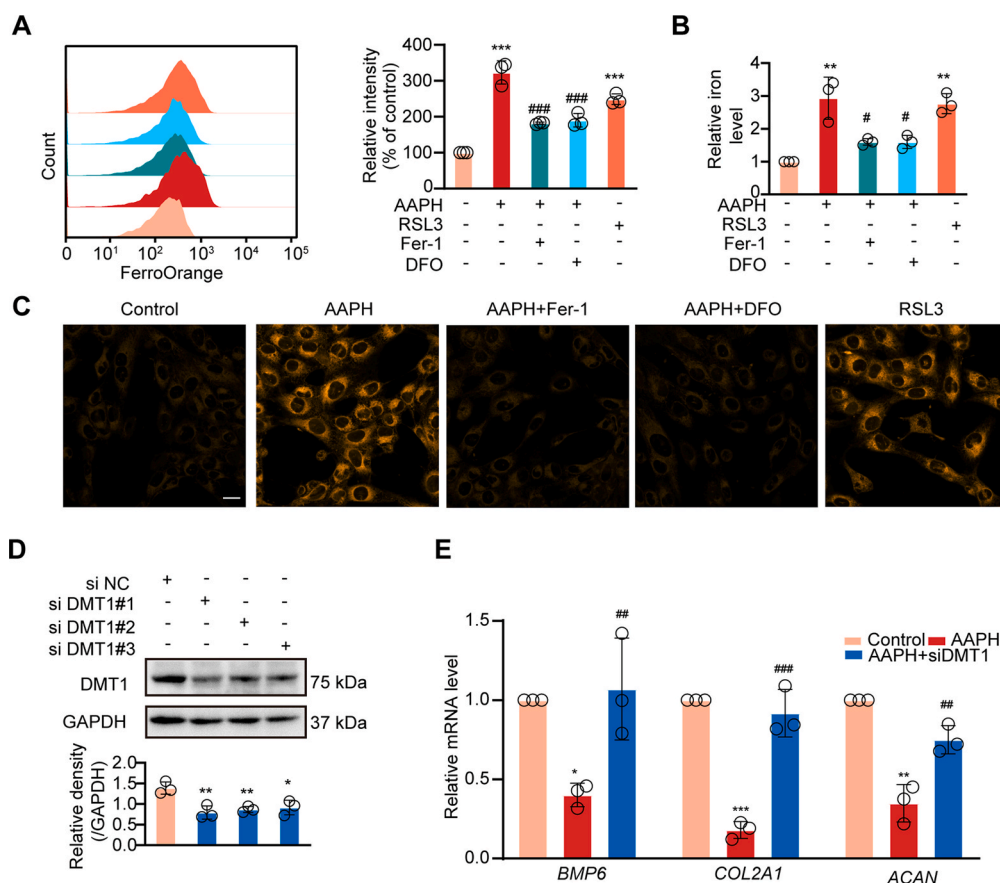 A
Count
10¹ 10² 10³ 10⁴ 10⁵
FerroOrange
Relative intensity
(% of control)
400
300
200
100
0
*** ### ### ***
AAPH - + + + -
RSL3 - - - - +
Fer-1 - - + - -
DFO - - - + -
B
Relative iron
level
4
3
2
1
0
** # # **
AAPH - + + + -
RSL3 - - - - +
Fer-1 - - + - -
DFO - - - + -
C
Control AAPH AAPH+Fer-1 AAPH+DFO RSL3
D
si NC + - - -
si DMT1#1 - + - -
si DMT1#2 - - + -
si DMT1#3 - - - +
DMT1 75 kDa
GAPDH 37 kDa
Relative density
(/GAPDH)
2.0
1.5
1.0
0.5
0.0
** ** *
E
Relative mRNA level
1.5
1.0
0.5
0.0
Control AAPH
AAPH+siDMT1
* ## *** ### ** ##
BMP6 COL2A1 ACAN